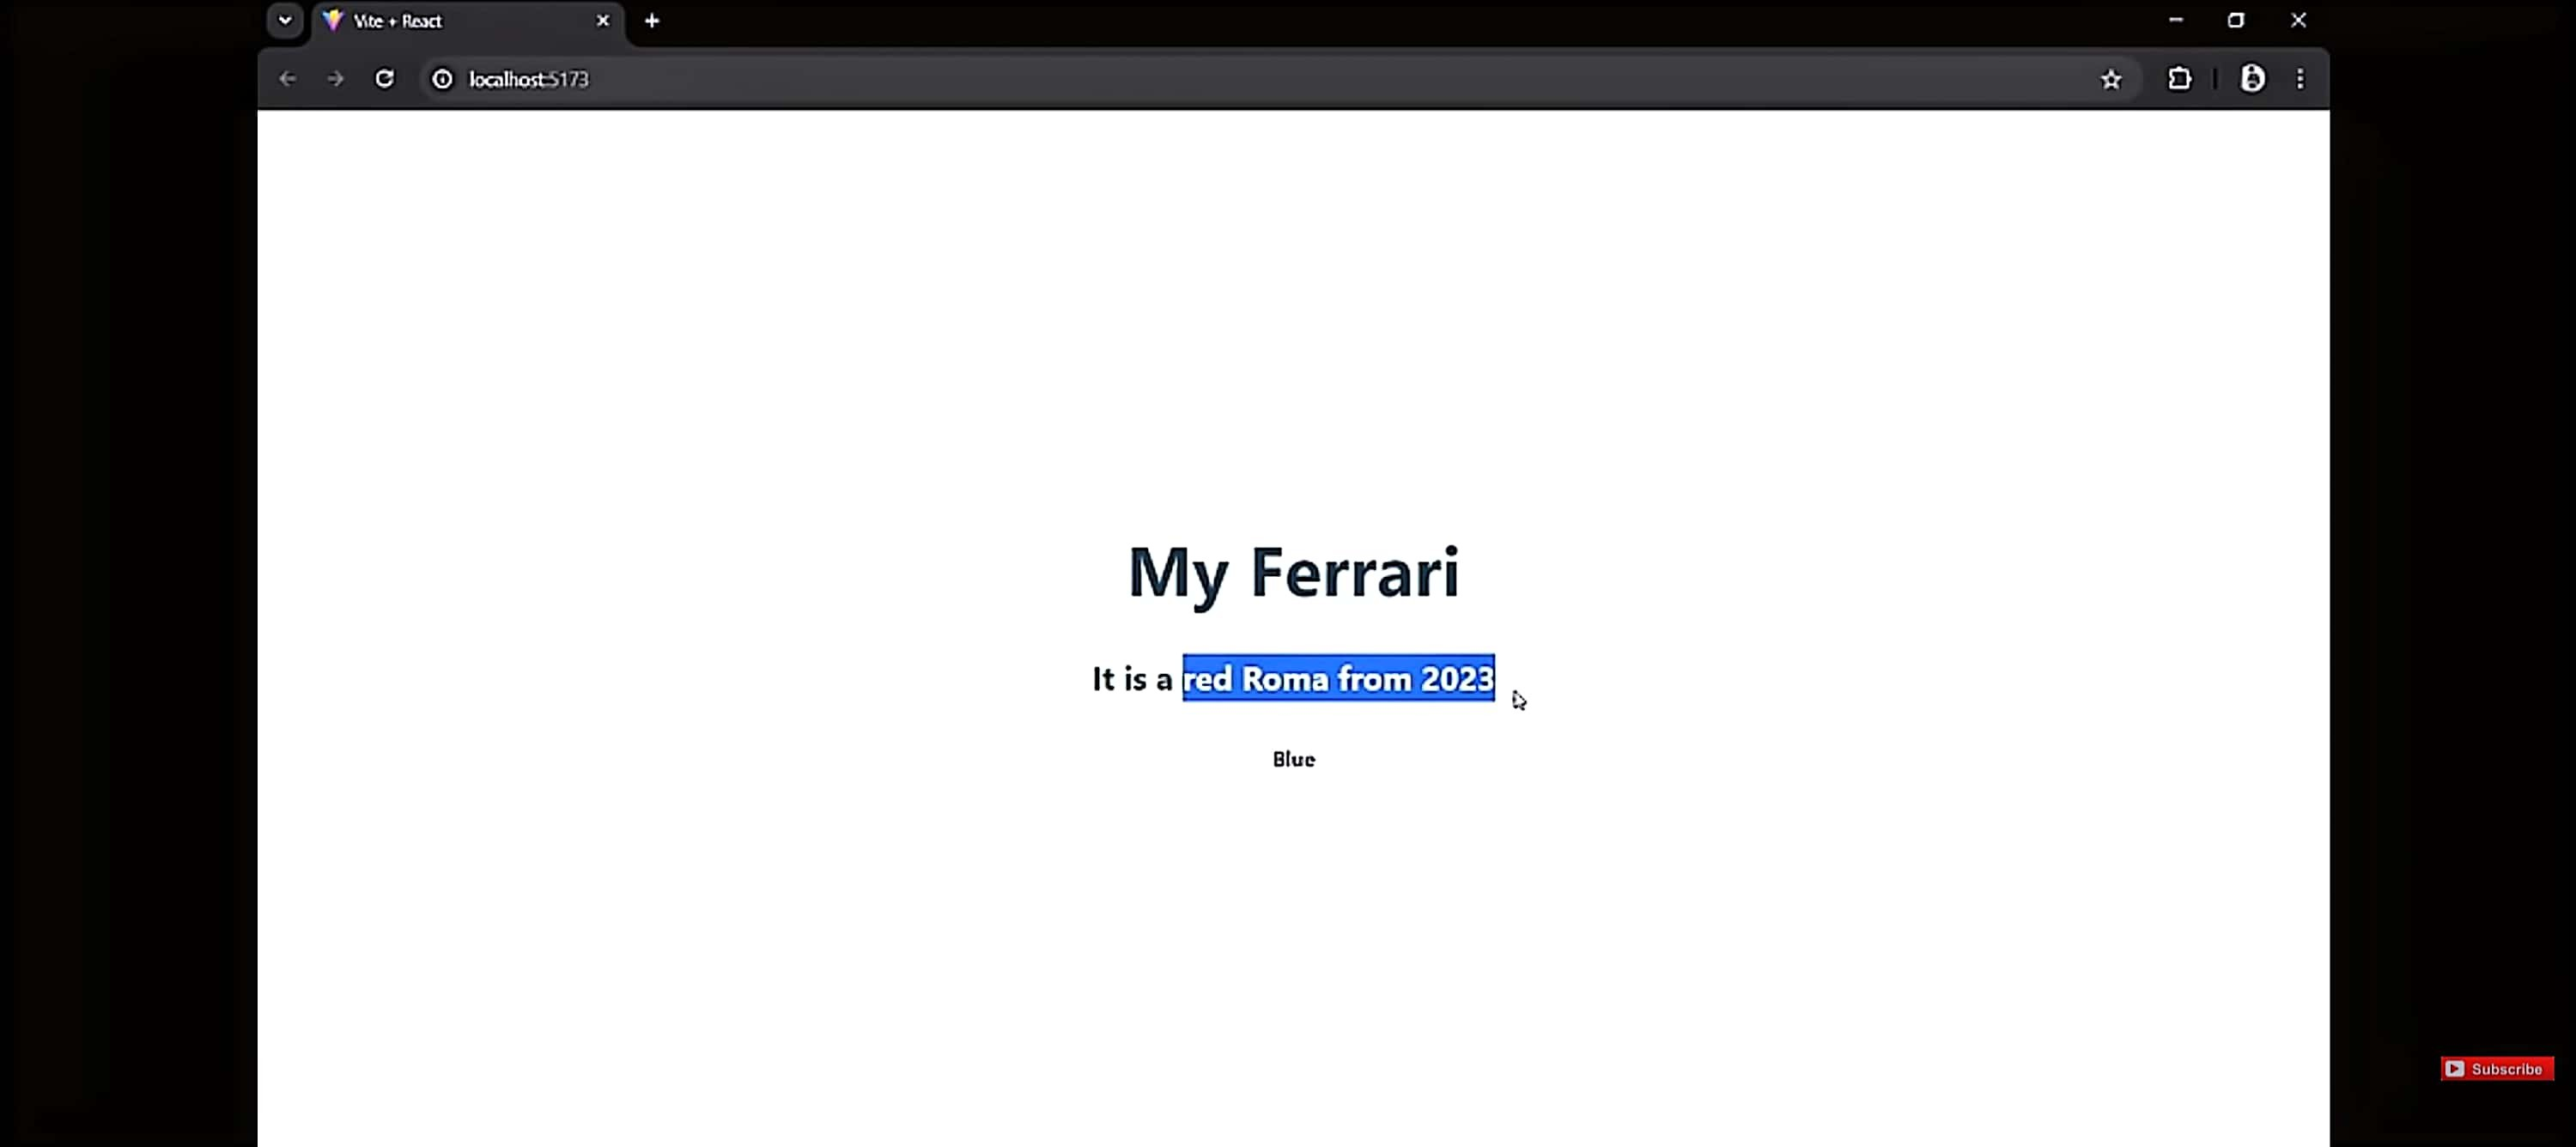 Vite + React
localhost:5173
My Ferrari
It is a red Roma from 2023
Blue
Subscribe